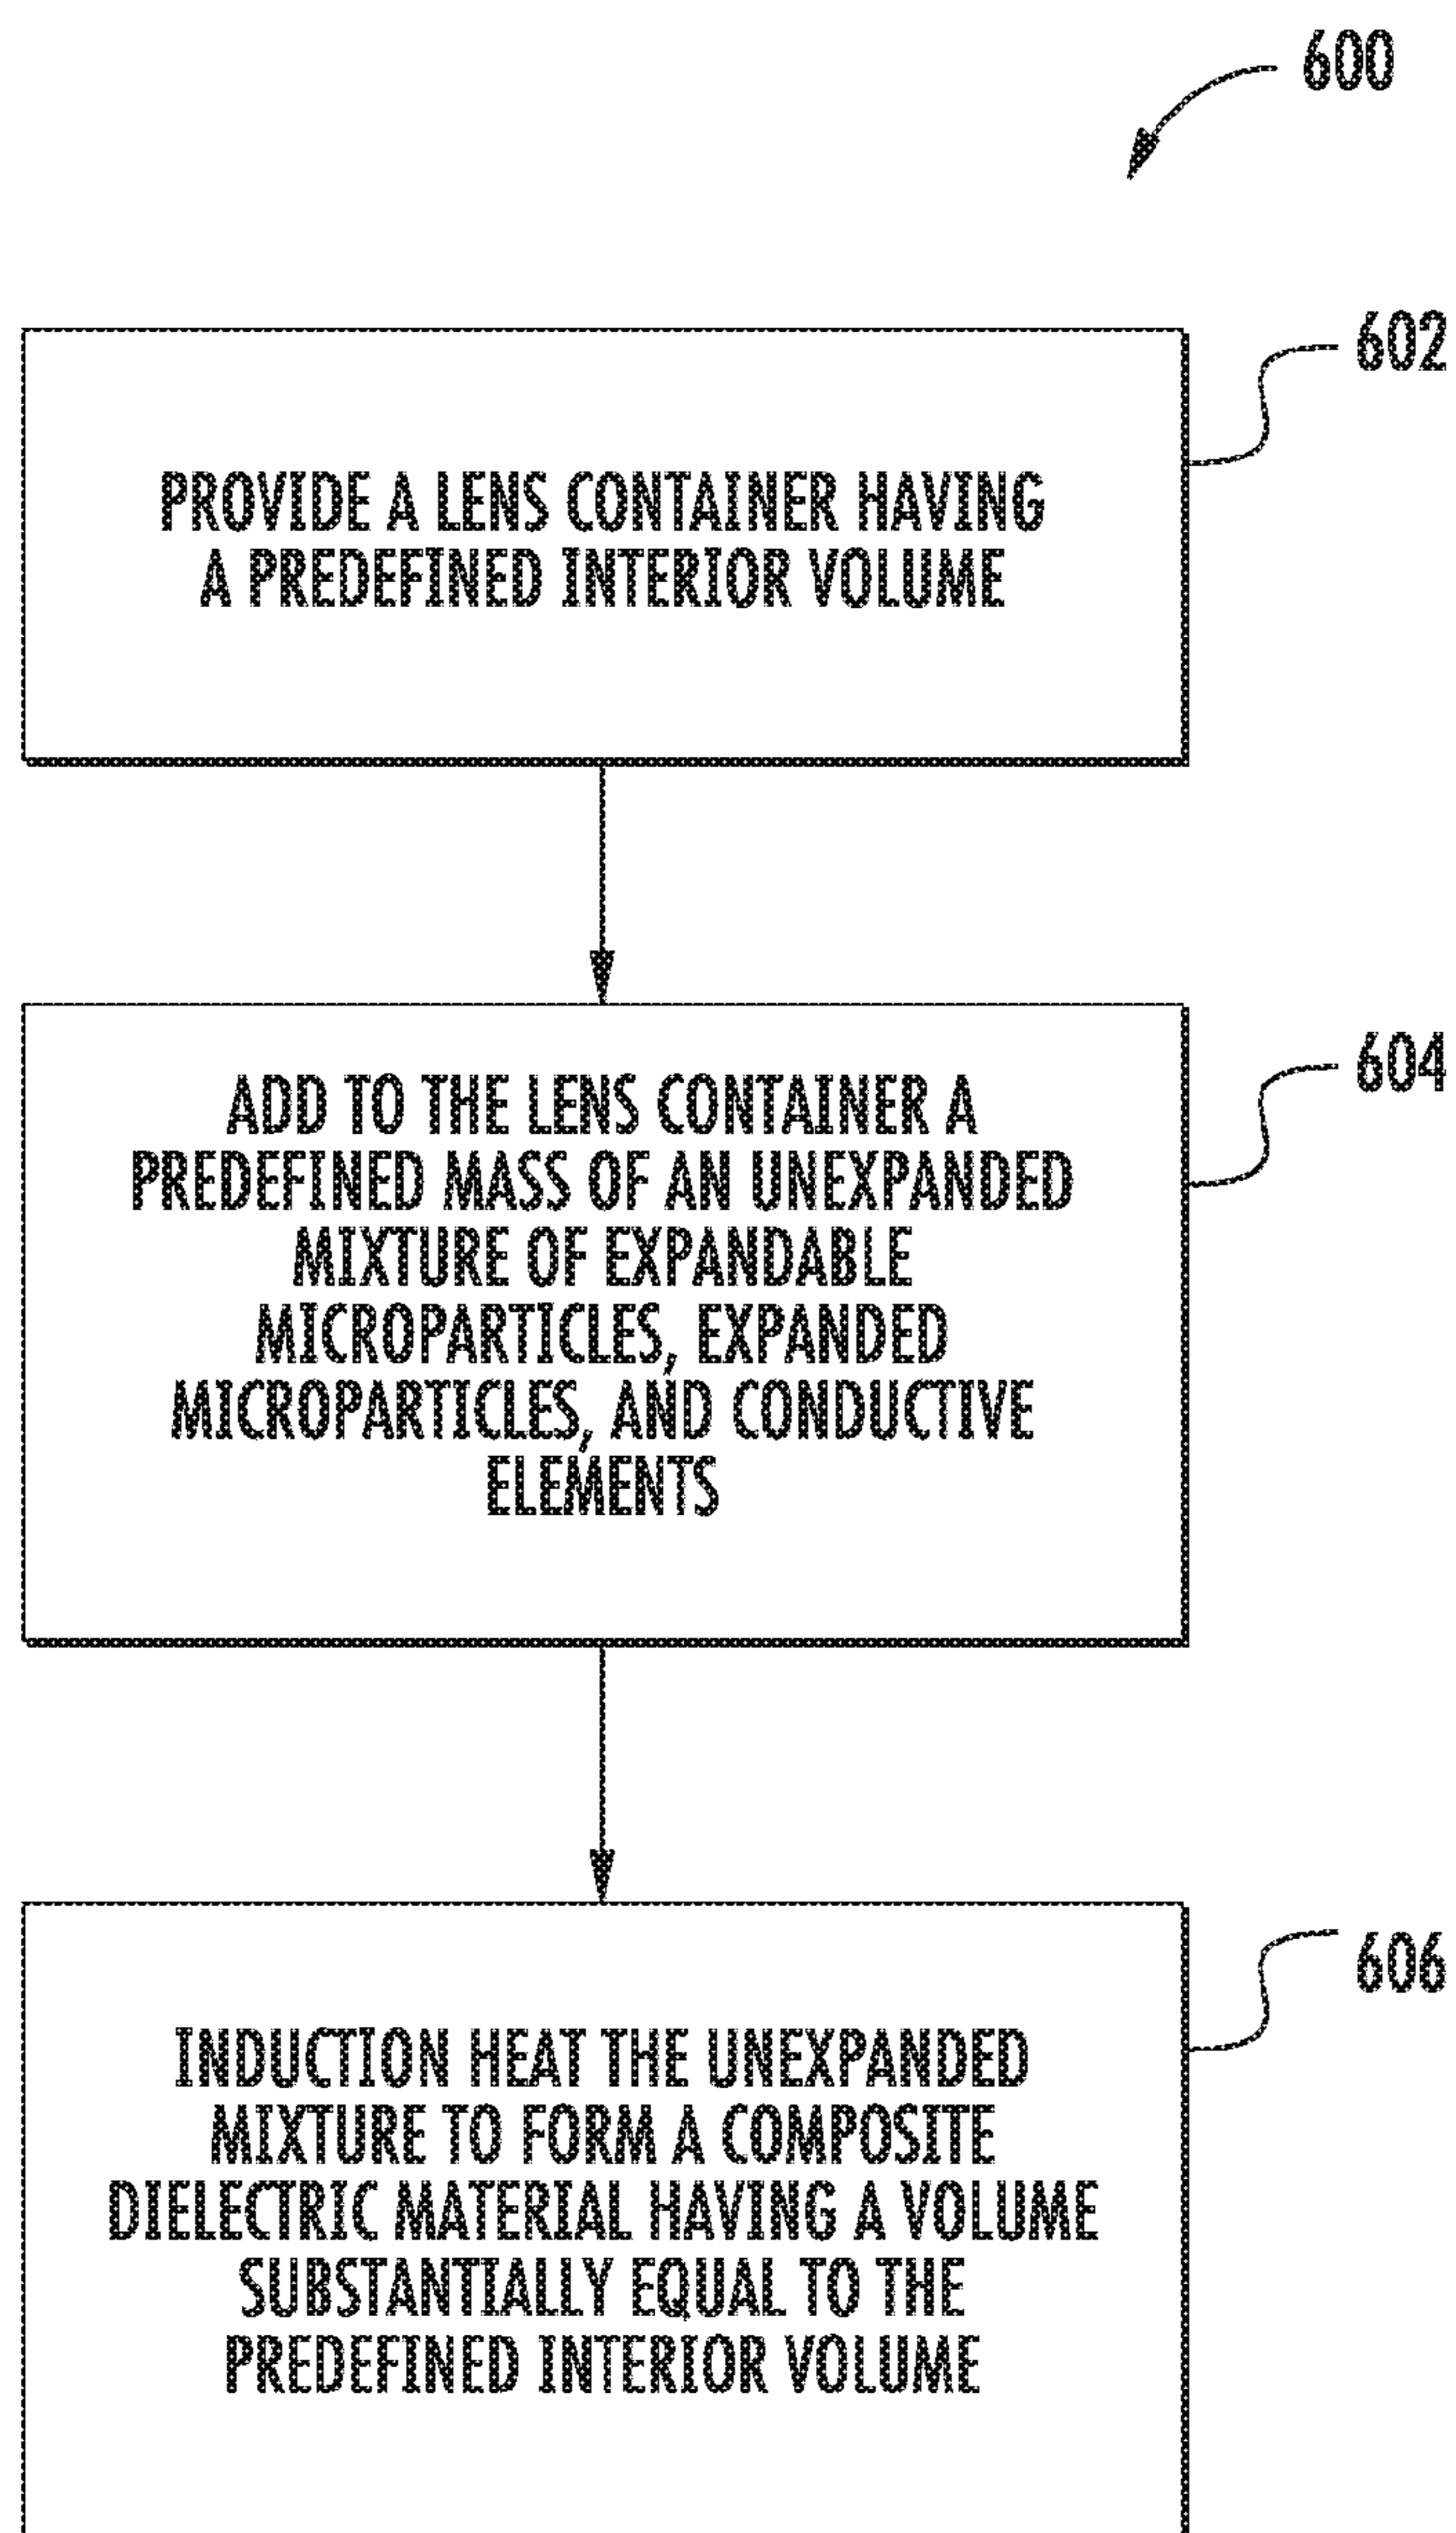 600
602
PROVIDE A LENS CONTAINER HAVING
A PREDEFINED INTERIOR VOLUME
604
ADD TO THE LENS CONTAINER A
PREDEFINED MASS OF AN UNEXPANDED
MIXTURE OF EXPANDABLE
MICROPARTICLES, EXPANDED
MICROPARTICLES, AND CONDUCTIVE
ELEMENTS
606
INDUCTION HEAT THE UNEXPANDED
MIXTURE TO FORM A COMPOSITE
DIELECTRIC MATERIAL HAVING A VOLUME
SUBSTANTIALLY EQUAL TO THE
PREDEFINED INTERIOR VOLUME